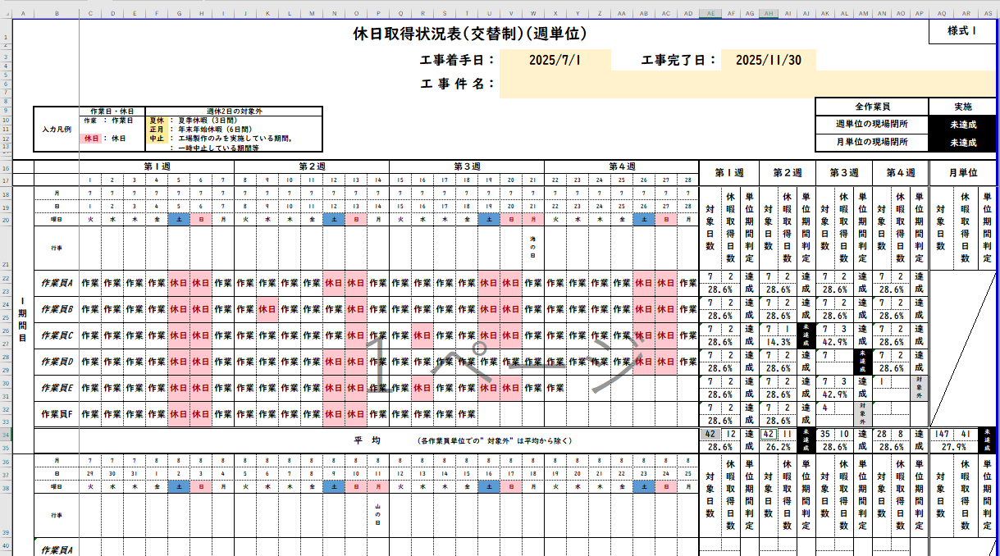 A B C D E F G H I J K L M N O P Q R S T U V W X Y Z AA AB AC AD AE AF AG AH AI AJ AK AL AM AN AO AP AQ AR AS
休日取得状況表(交替制)(週単位)
様式1
工事着手日: 2025/7/1 工事完了日: 2025/11/30
工 事 件 名:
全作業員 実施
週単位の現場閉所 未達成
月単位の現場閉所 未達成
入力凡例
作業日・休日 週休2日の対象外
作業 : 作業日 夏休 : 夏季休暇(3日間)
正月 : 年末年始休暇(6日間)
休日 : 休日 中止 : 工場製作のみを実施している期間,
: 一時中止している期間等
第1週 第2週 第3週 第4週 第1週 第2週 第3週 第4週 月単位
1 2 3 4 5 6 7 8 9 10 11 12 13 14 15 16 17 18 19 20 21 22 23 24 25 26 27 28
月 7 7 7 7 7 7 7 7 7 7 7 7 7 7 7 7 7 7 7 7 7 7 7 7 7 7 7 7
日 1 2 3 4 5 6 7 8 9 10 11 12 13 14 15 16 17 18 19 20 21 22 23 24 25 26 27 28
曜日 火 水 木 金 土 日 月 火 水 木 金 土 日 月 火 水 木 金 土 日 月 火 水 木 金 土 日 月
対象日数 休暇取得日数 単位期間判定 対象日数 休暇取得日数 単位期間判定 対象日数 休暇取得日数 単位期間判定 対象日数 休暇取得日数 単位期間判定 対象日数 休暇取得日数 単位期間判定
行事 海の日
1期間目
作業員A 作業 作業 作業 作業 休日 休日 作業 作業 作業 作業 作業 休日 休日 作業 作業 作業 作業 作業 休日 休日 作業 作業 作業 作業 作業 休日 休日 作業 7 2 達成 7 2 達成 7 2 達成 7 2 達成
28.6% 28.6% 28.6% 28.6%
作業員B 作業 作業 作業 作業 休日 休日 作業 作業 休日 作業 作業 作業 休日 作業 作業 作業 作業 作業 休日 休日 作業 作業 作業 作業 作業 休日 休日 作業 7 2 達成 7 2 達成 7 2 達成 7 2 達成
28.6% 28.6% 28.6% 28.6%
作業員C 作業 作業 作業 作業 休日 休日 作業 作業 作業 作業 作業 作業 休日 作業 作業 休日 作業 作業 休日 休日 作業 作業 作業 作業 作業 休日 休日 作業 7 2 達成 7 1 未達成 7 3 達成 7 2 達成
28.6% 14.3% 42.9% 28.6%
作業員D 作業 作業 作業 作業 休日 休日 作業 作業 作業 作業 作業 休日 休日 作業 作業 作業 作業 作業 作業 作業 作業 作業 作業 作業 作業 休日 休日 作業 7 2 達成 7 2 達成 7 未達成 7 2 達成
28.6% 28.6% 28.6%
作業員E 作業 作業 作業 作業 休日 休日 作業 作業 作業 作業 作業 休日 休日 作業 作業 休日 作業 作業 休日 休日 作業 作業 7 2 達成 7 2 達成 7 3 達成 1 対象外
28.6% 28.6% 42.9%
作業員F 作業 作業 作業 作業 休日 休日 作業 作業 作業 作業 作業 休日 休日 作業 作業 作業 作業 作業 7 2 達成 7 2 達成 4 対象外
28.6% 28.6%
1ページ
平 均 (各作業員単位での"対象外"は平均から除く) 42 12 達成 42 11 未達成 35 10 達成 28 8 達成 147 41 未達成
28.6% 26.2% 28.6% 28.6% 27.9%
月 7 7 7 8 8 8 8 8 8 8 8 8 8 8 8 8 8 8 8 8 8 8 8 8 8 8 8 8
日 29 30 31 1 2 3 4 5 6 7 8 9 10 11 12 13 14 15 16 17 18 19 20 21 22 23 24 25
曜日 火 水 木 金 土 日 月 火 水 木 金 土 日 月 火 水 木 金 土 日 月 火 水 木 金 土 日 月
対象日数 休暇取得日数 単位期間判定 対象日数 休暇取得日数 単位期間判定 対象日数 休暇取得日数 単位期間判定 対象日数 休暇取得日数 単位期間判定 対象日数 休暇取得日数 単位期間判定
行事 山の日
作業員A